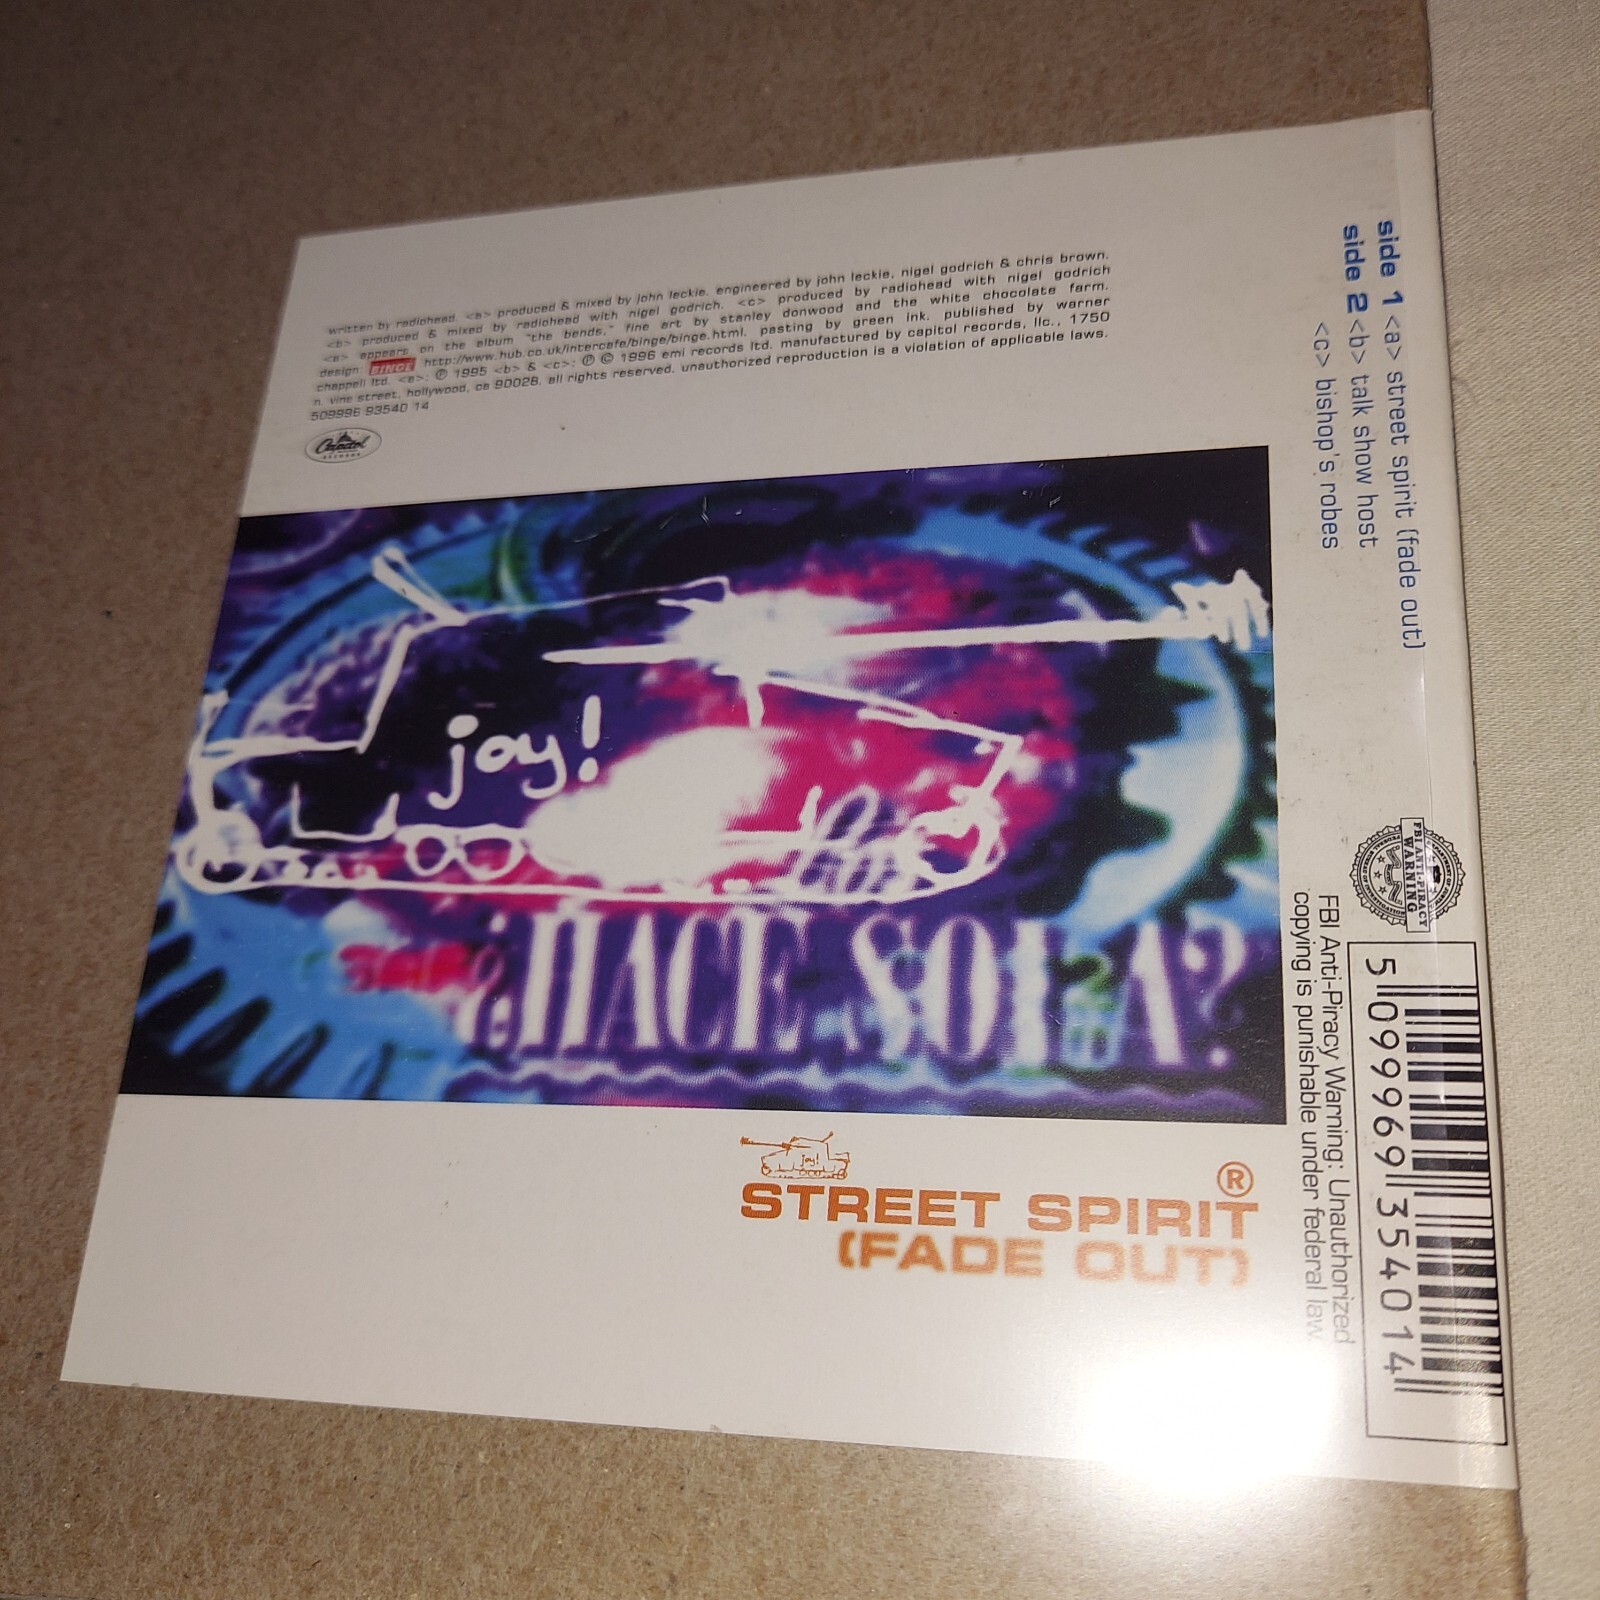 side 1 <a> street spirit (fade out)
side 2 <b> talk show host
<c> bishop's robes
written by radiohead. <a> produced & mixed by john leckie. engineered by john leckie, nigel godrich & chris brown.
<b> produced & mixed by radiohead with nigel godrich. <c> produced by radiohead with nigel godrich
<a> appears on the album "the bends," fine art by stanley donwood and the white chocolate farm.
design: BINGE http://www.hub.co.uk/intercafe/binge/binge.html. pasting by green ink. published by warner
chappell ltd. <a>: ℗ 1995 <b> & <c>: ℗ © 1996 emi records ltd. manufactured by capitol records, llc., 1750
n. vine street, hollywood, ca 90028. all rights reserved. unauthorized reproduction is a violation of applicable laws.
509996 93540 14
Capitol
RECORDS
joy!
¿HACE SOLA?
joy!
STREET SPIRIT®
(FADE OUT)
FBI ANTI-PIRACY
WARNING
FBI Anti-Piracy Warning: Unauthorized
copying is punishable under federal law.
5 099969 354014